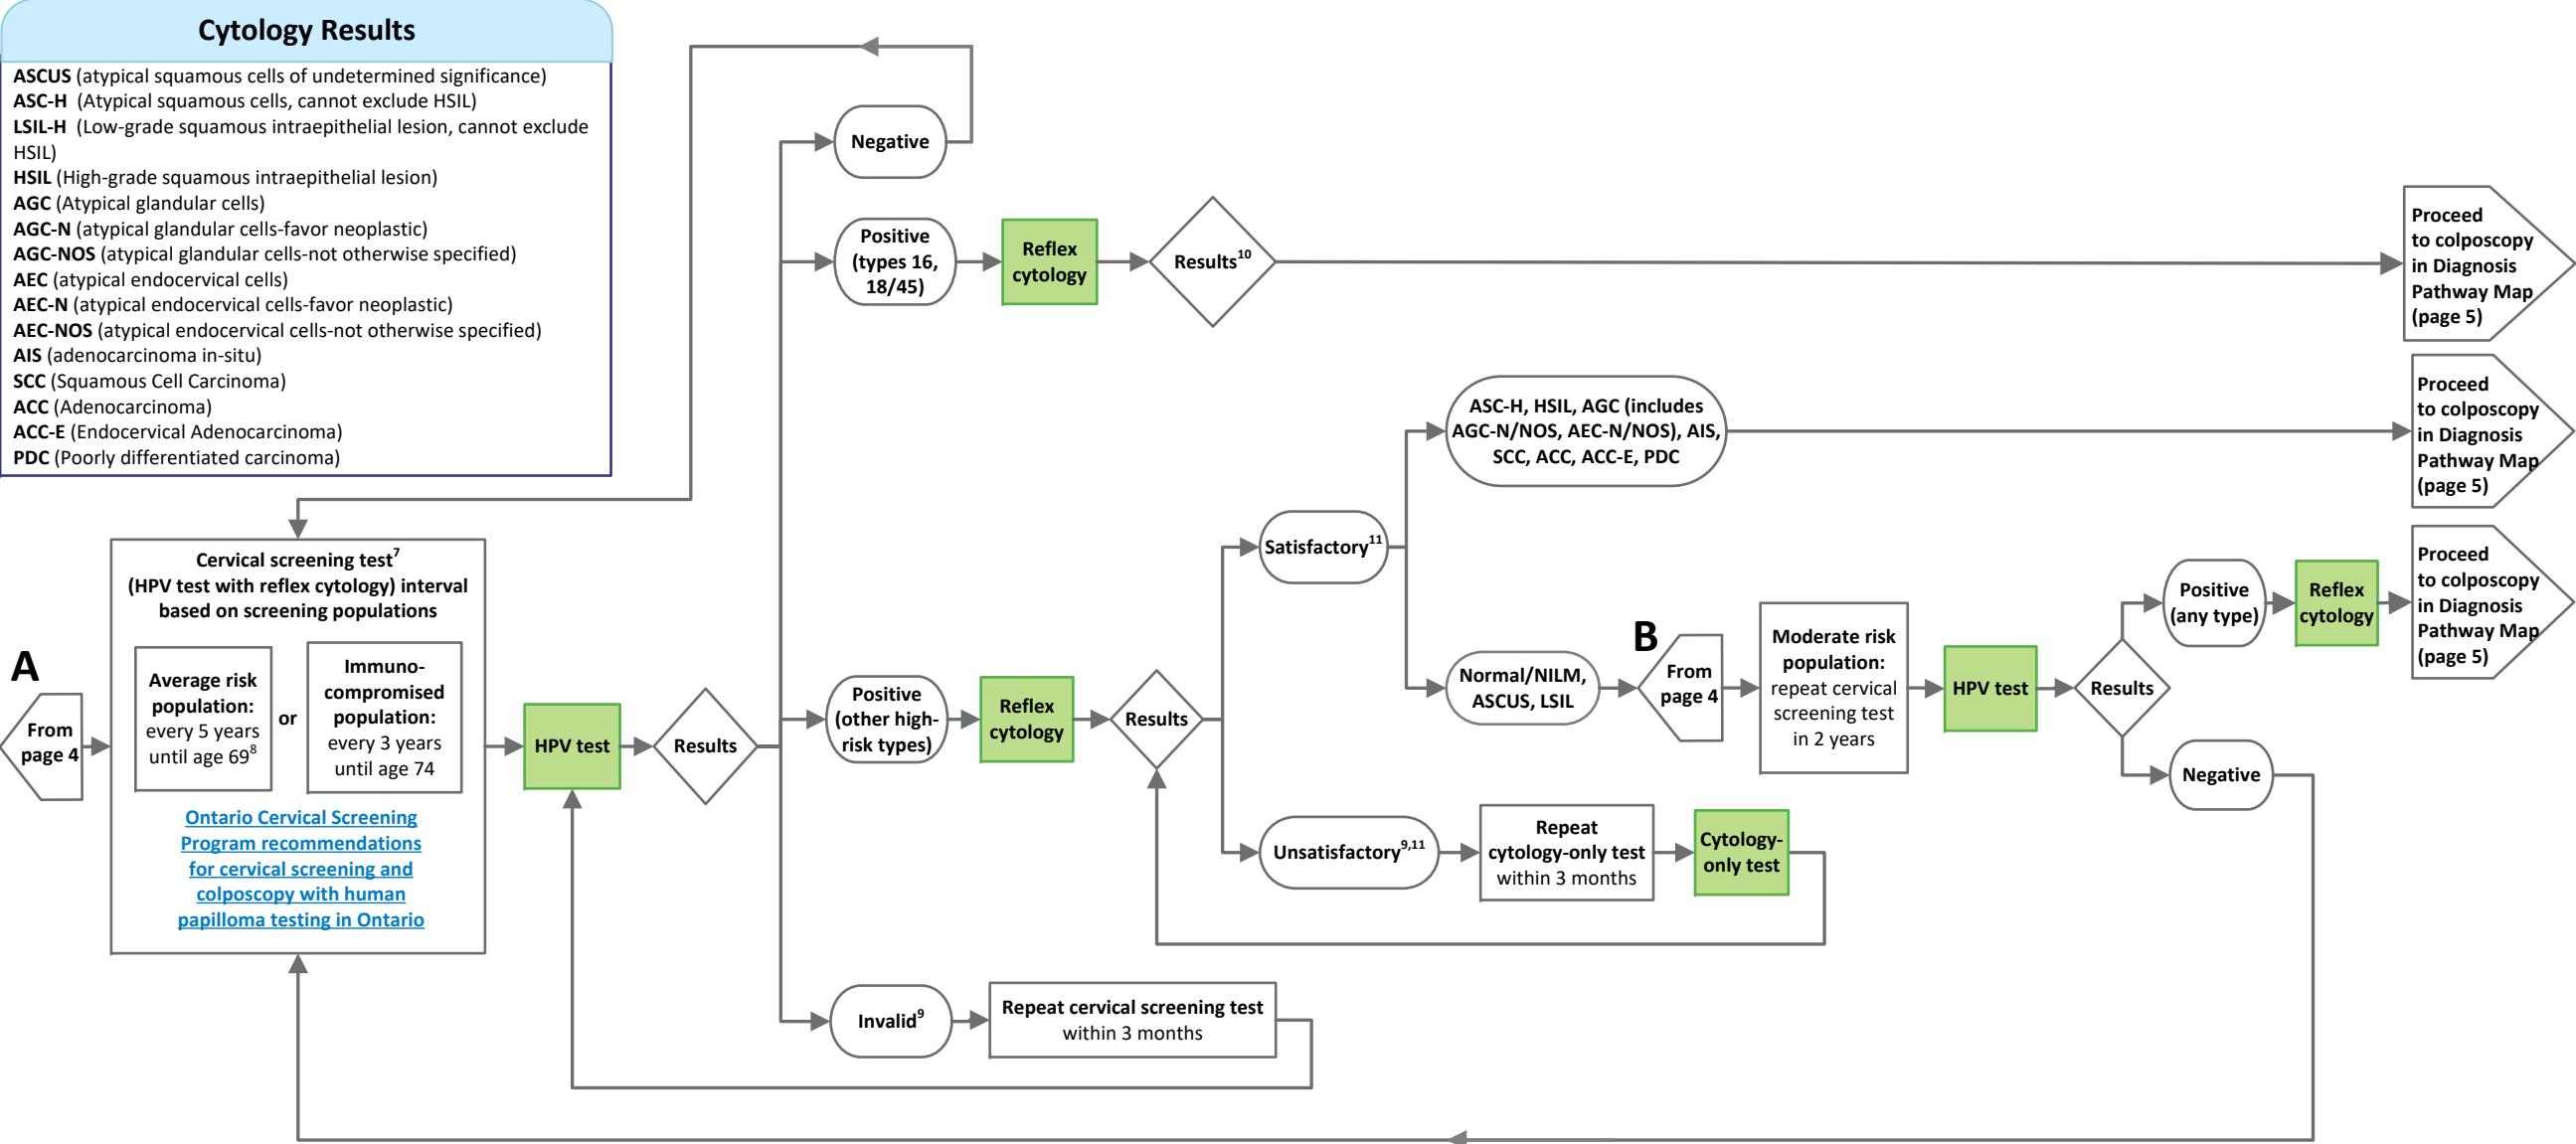 Cytology Results
ASCUS (atypical squamous cells of undetermined significance)
ASC-H (Atypical squamous cells, cannot exclude HSIL)
LSIL-H (Low-grade squamous intraepithelial lesion, cannot exclude
HSIL)
HSIL (High-grade squamous intraepithelial lesion)
AGC (Atypical glandular cells)
AGC-N (atypical glandular cells-favor neoplastic)
AGC-NOS (atypical glandular cells-not otherwise specified)
AEC (atypical endocervical cells)
AEC-N (atypical endocervical cells-favor neoplastic)
AEC-NOS (atypical endocervical cells-not otherwise specified)
AIS (adenocarcinoma in-situ)
SCC (Squamous Cell Carcinoma)
ACC (Adenocarcinoma)
ACC-E (Endocervical Adenocarcinoma)
PDC (Poorly differentiated carcinoma)
A
From
page 4
Cervical screening test7
(HPV test with reflex cytology) interval
based on screening populations
Average risk
population:
every 5 years
until age 698
or
Immuno-
compromised
population:
every 3 years
until age 74
Ontario Cervical Screening
Program recommendations
for cervical screening and
colposcopy with human
papilloma testing in Ontario
HPV test
Results
Negative
Positive
(types 16,
18/45)
Reflex
cytology
Results10
Proceed
to colposcopy
in Diagnosis
Pathway Map
(page 5)
Positive
(other high-
risk types)
Reflex
cytology
Results
Satisfactory11
ASC-H, HSIL, AGC (includes
AGC-N/NOS, AEC-N/NOS), AIS,
SCC, ACC, ACC-E, PDC
Proceed
to colposcopy
in Diagnosis
Pathway Map
(page 5)
Normal/NILM,
ASCUS, LSIL
B
From
page 4
Moderate risk
population:
repeat cervical
screening test
in 2 years
HPV test
Results
Positive
(any type)
Reflex
cytology
Proceed
to colposcopy
in Diagnosis
Pathway Map
(page 5)
Negative
Unsatisfactory9,11
Repeat
cytology-only test
within 3 months
Cytology-
only test
Invalid9
Repeat cervical screening test
within 3 months